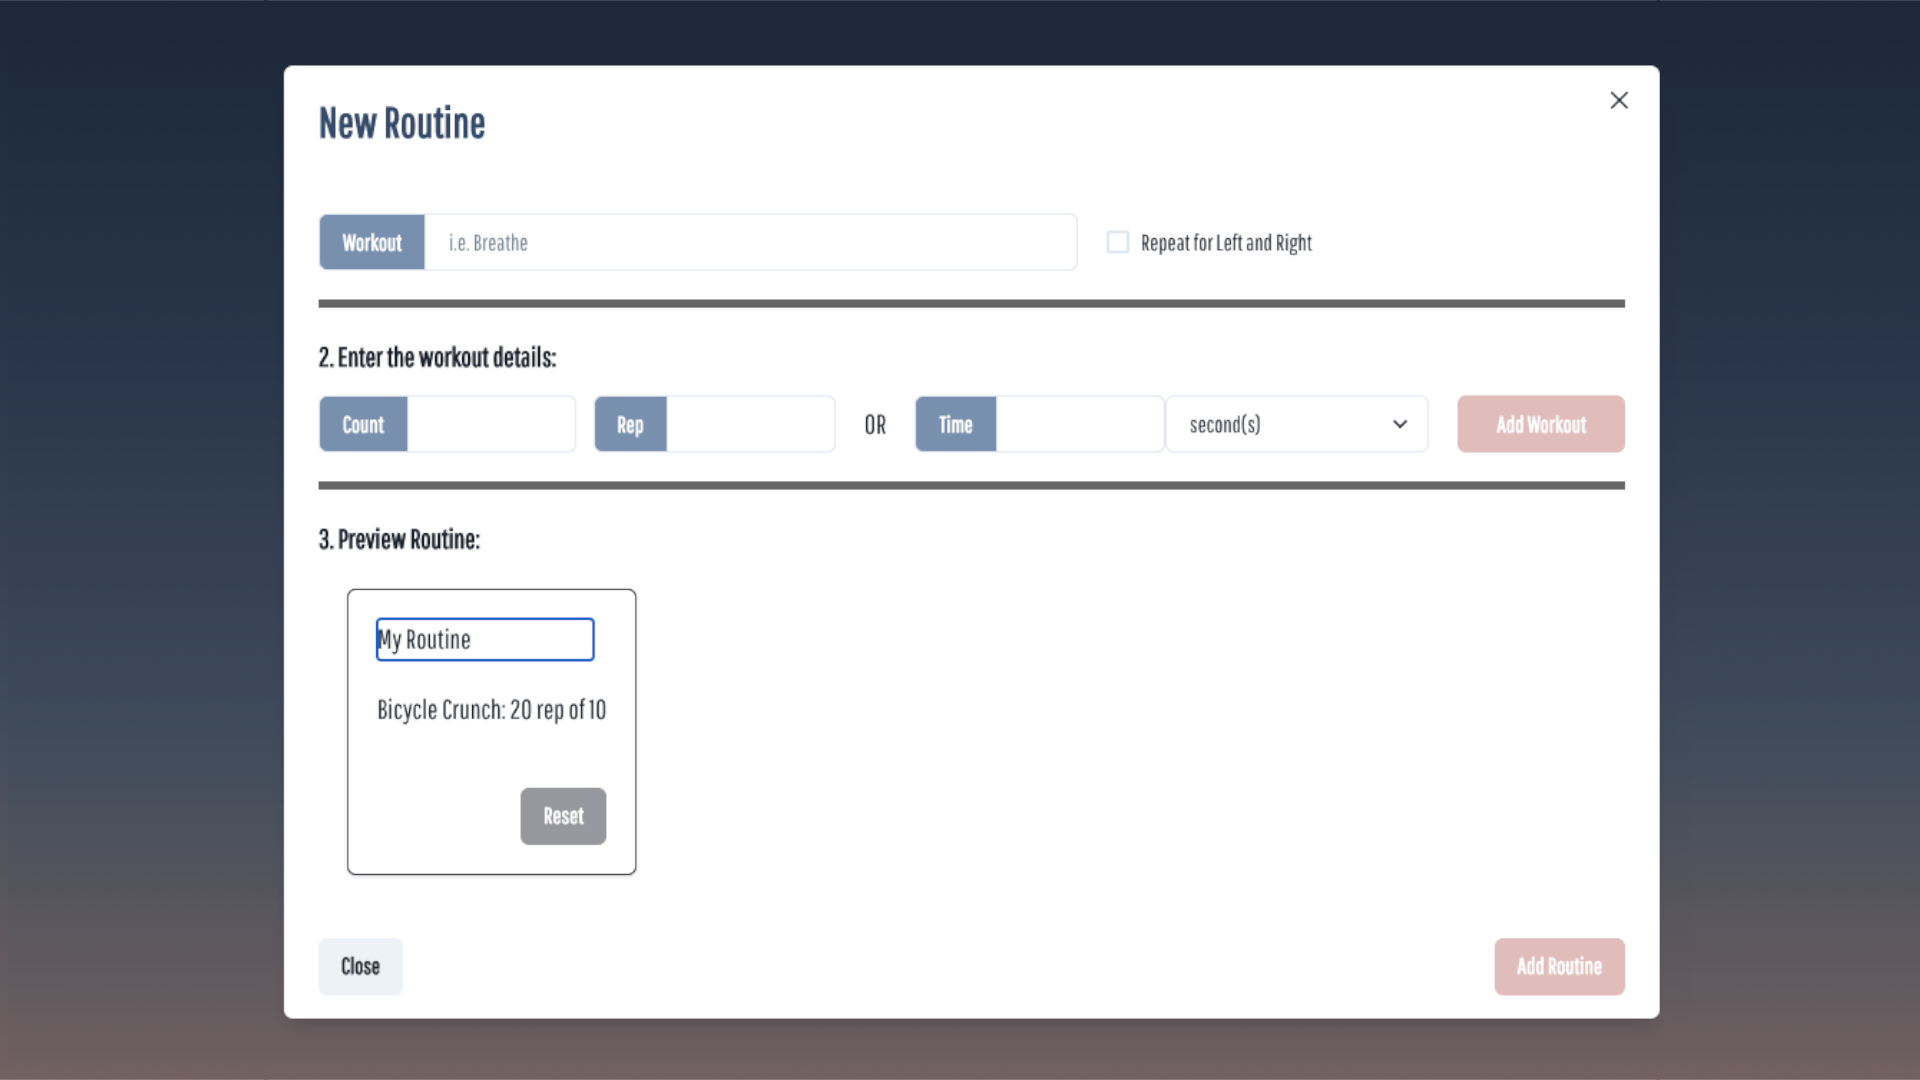 New Routine
Workout i.e. Breathe Repeat for Left and Right
2. Enter the workout details:
Count Rep OR Time second(s) Add Workout
3. Preview Routine:
My Routine
Bicycle Crunch: 20 rep of 10
Reset
Close Add Routine